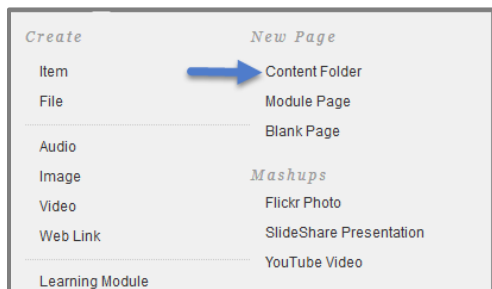 Create
Item
File
Audio
Image
Video
Web Link
Learning Module
New Page
Content Folder
Module Page
Blank Page
Mashups
Flickr Photo
SlideShare Presentation
YouTube Video